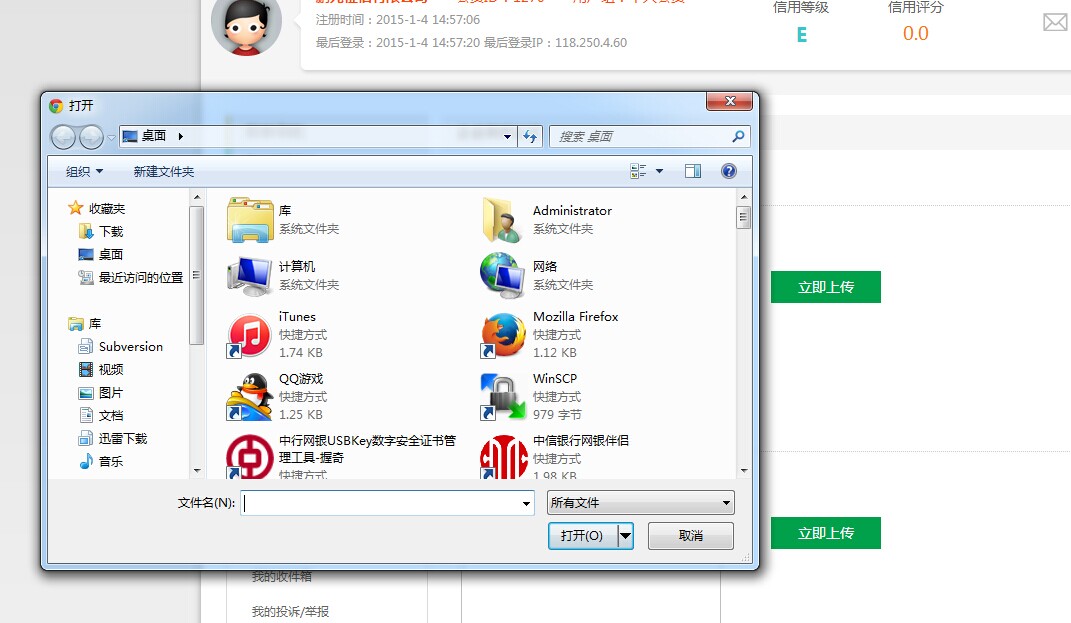 注册时间：2015-1-4 14:57:06
最后登录：2015-1-4 14:57:20 最后登录IP：118.250.4.60
信用等级
E
信用评分
0.0
打开
桌面
搜索 桌面
组织
新建文件夹
收藏夹
下载
桌面
最近访问的位置
库
Subversion
视频
图片
文档
迅雷下载
音乐
库
系统文件夹
Administrator
系统文件夹
计算机
系统文件夹
网络
系统文件夹
iTunes
快捷方式
1.74 KB
Mozilla Firefox
快捷方式
1.12 KB
QQ游戏
快捷方式
1.25 KB
WinSCP
快捷方式
979 字节
中行网银USBKey数字安全证书管
理工具-握奇
快捷方式
中信银行网银伴侣
快捷方式
1.98 KB
文件名(N):
所有文件
打开(O)
取消
立即上传
立即上传
我的收件箱
我的投诉/举报